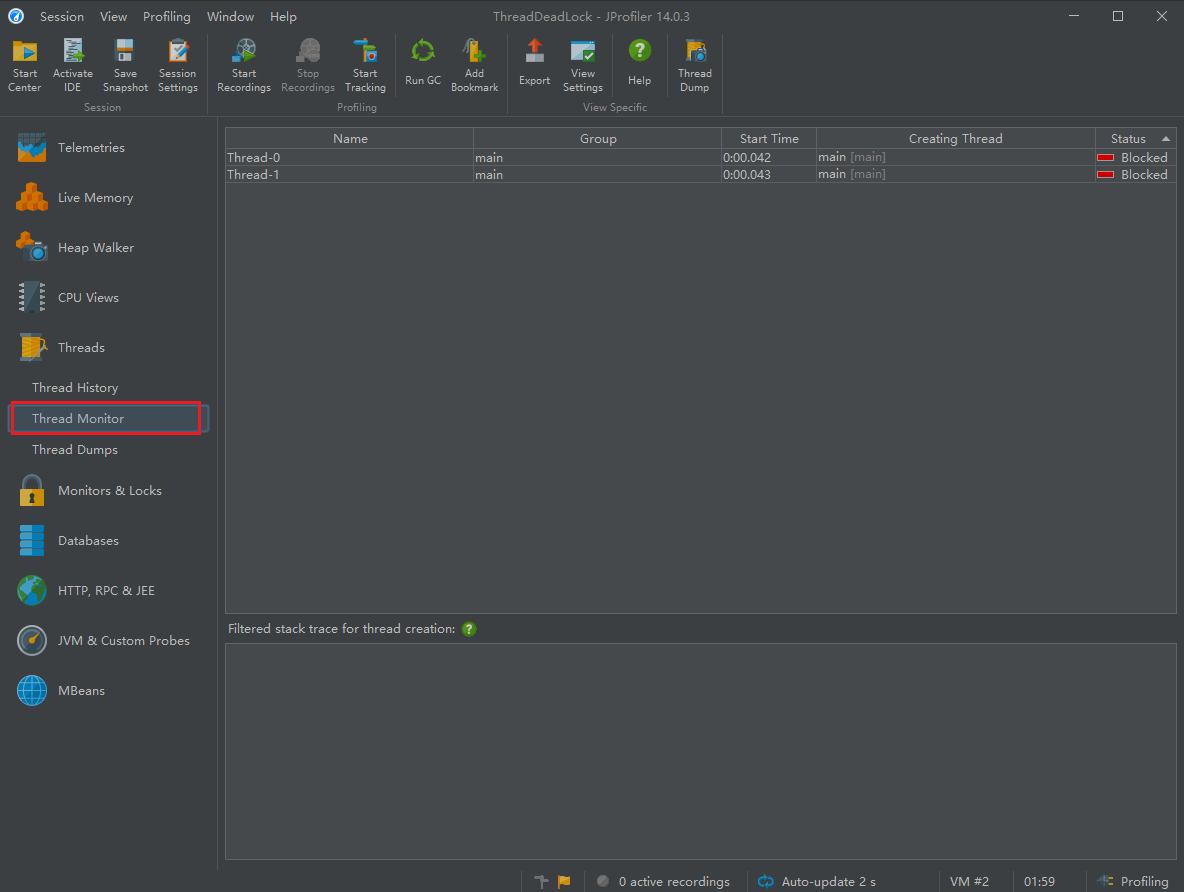 Session View Profiling Window Help ThreadDeadLock - JProfiler 14.0.3
Start Center
Activate IDE
Save Snapshot
Session Settings
Start Recordings
Stop Recordings
Start Tracking
Run GC
Add Bookmark
Export
View Settings
Help
Thread Dump
Session Profiling View Specific
Telemetries
Live Memory
Heap Walker
CPU Views
Threads
Thread History
Thread Monitor
Thread Dumps
Monitors & Locks
Databases
HTTP, RPC & JEE
JVM & Custom Probes
MBeans
Name Group Start Time Creating Thread Status
Thread-0 main 0:00.042 main [main] Blocked
Thread-1 main 0:00.043 main [main] Blocked
Filtered stack trace for thread creation: ?
0 active recordings Auto-update 2 s VM #2 01:59 Profiling